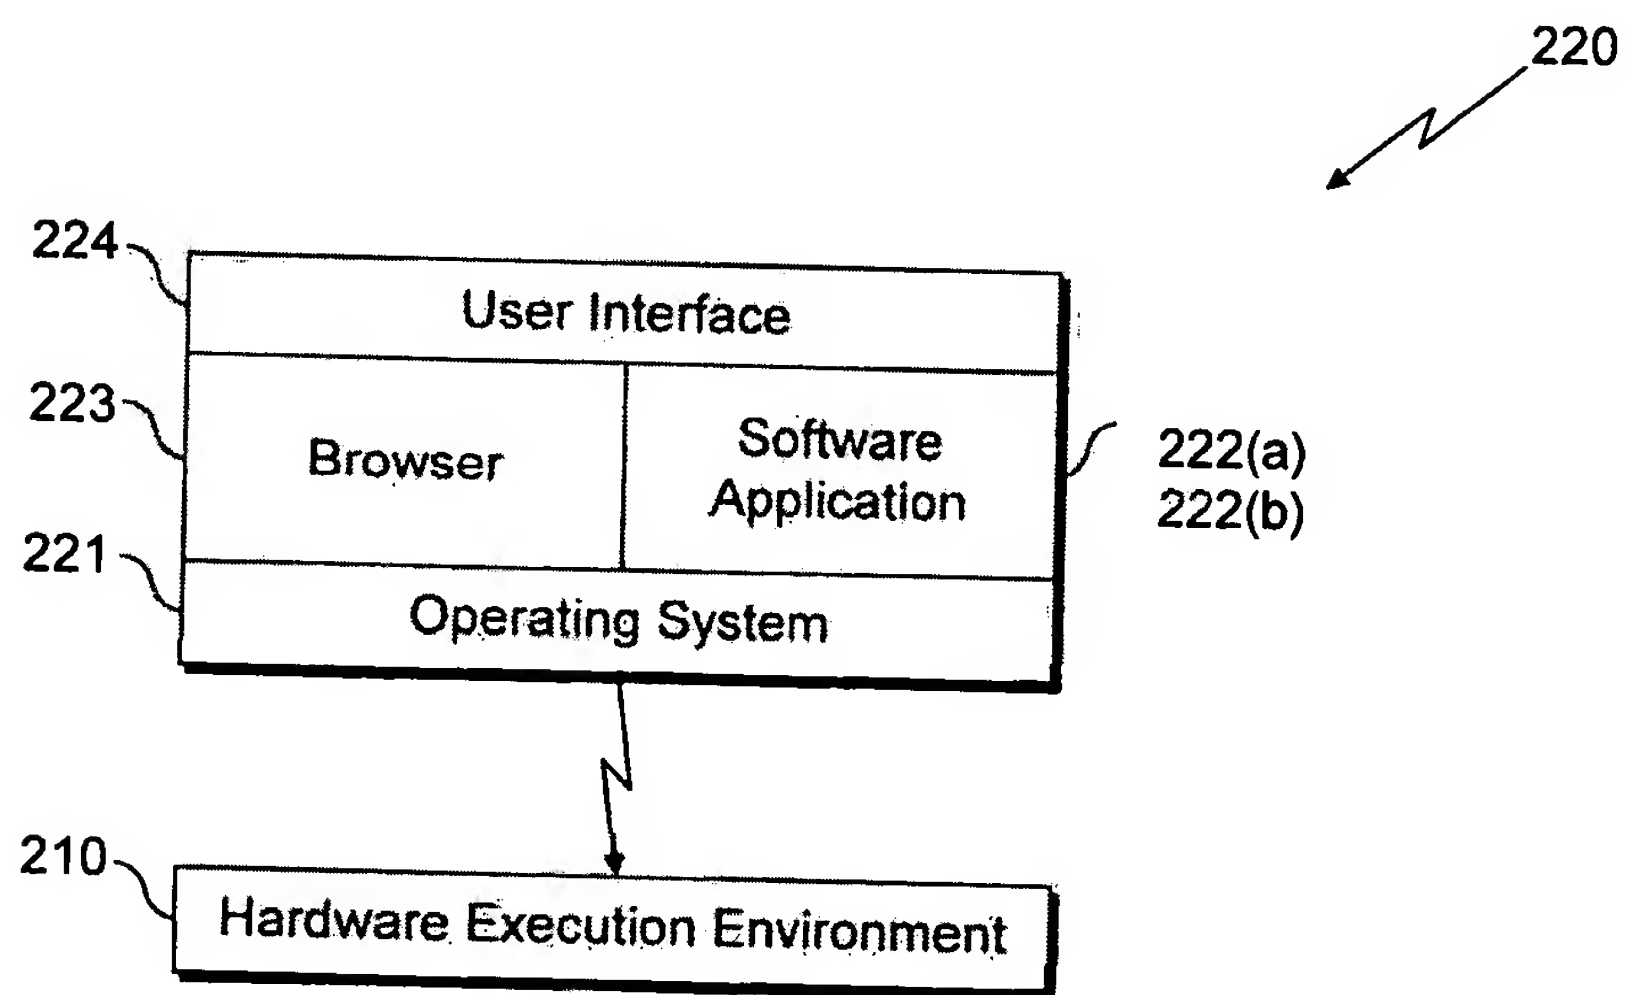 220
224
User Interface
223
Browser
Software
Application
222(a)
222(b)
221
Operating System
210
Hardware Execution Environment